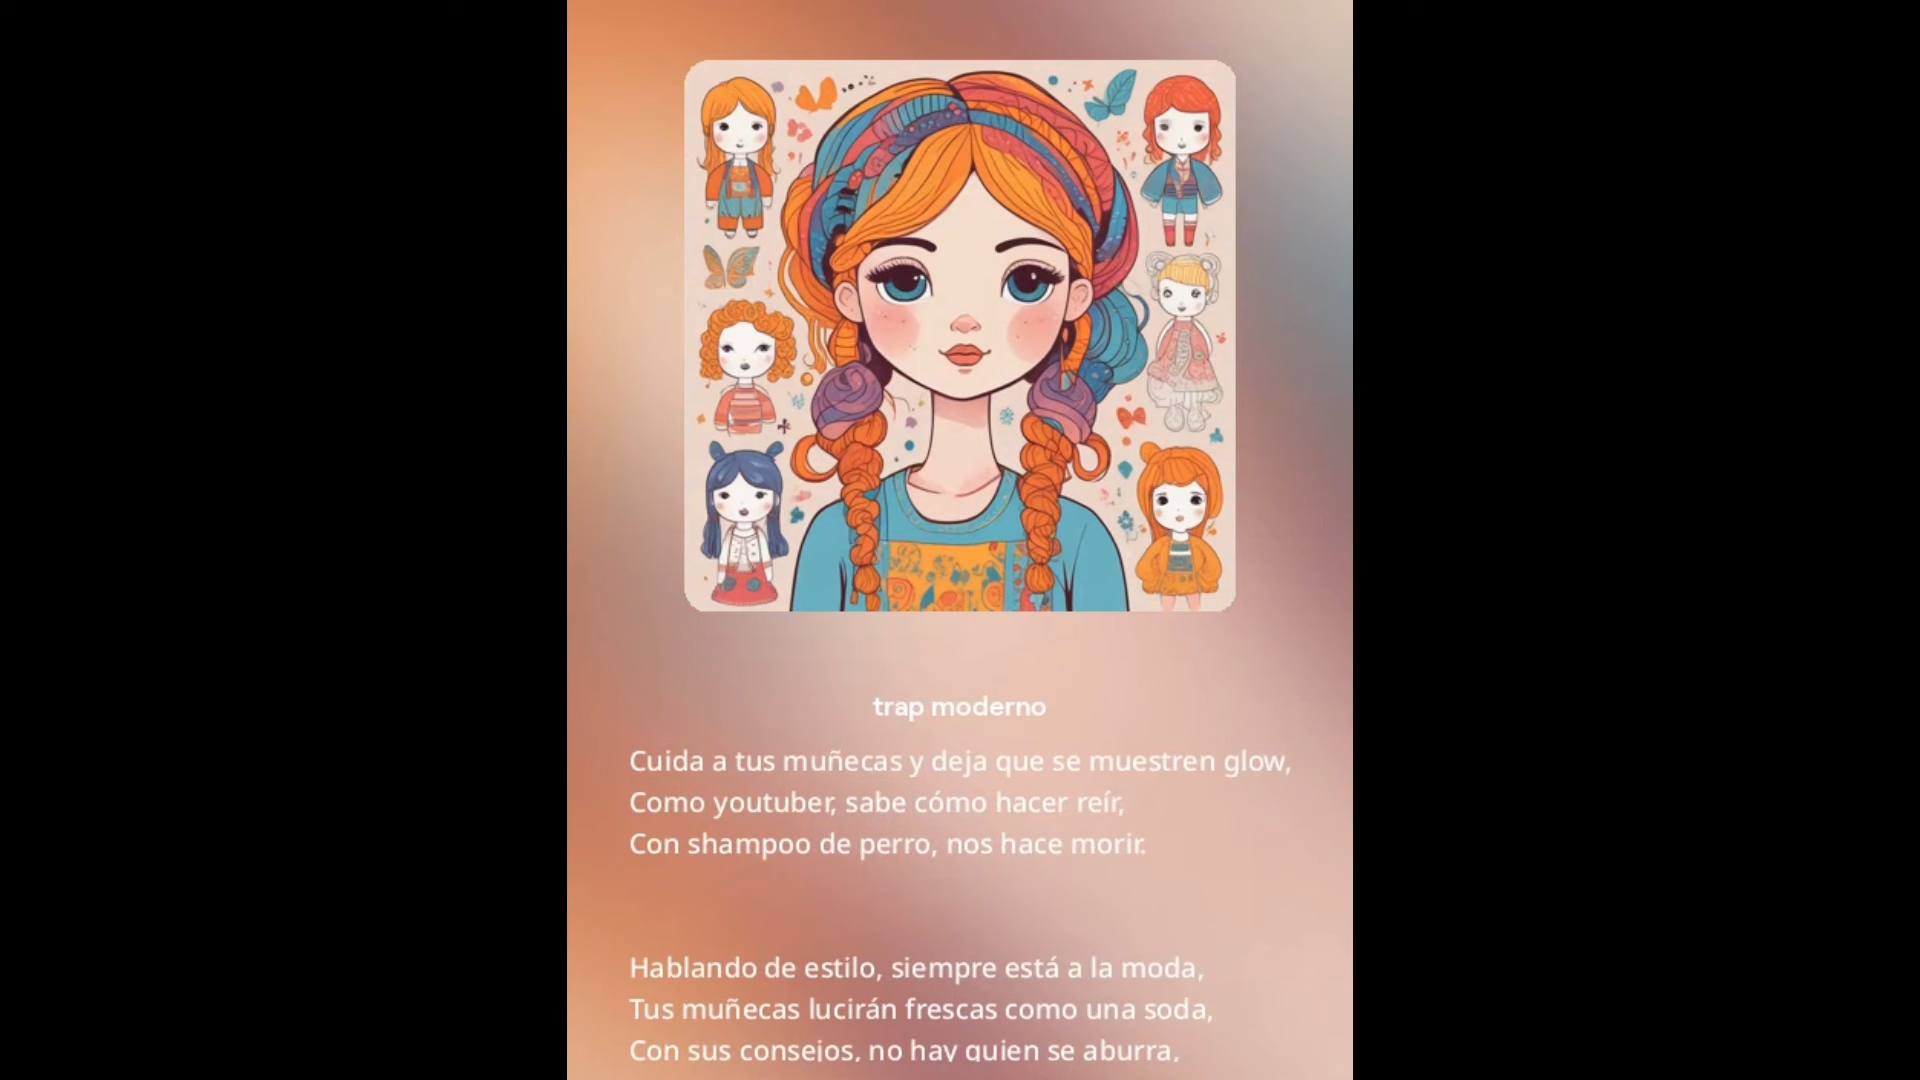 trap moderno
Cuida a tus muñecas y deja que se muestren glow,
Como youtuber, sabe cómo hacer reír,
Con shampoo de perro, nos hace morir.
Hablando de estilo, siempre está a la moda,
Tus muñecas lucirán frescas como una soda,
Con sus consejos, no hay quien se aburra,